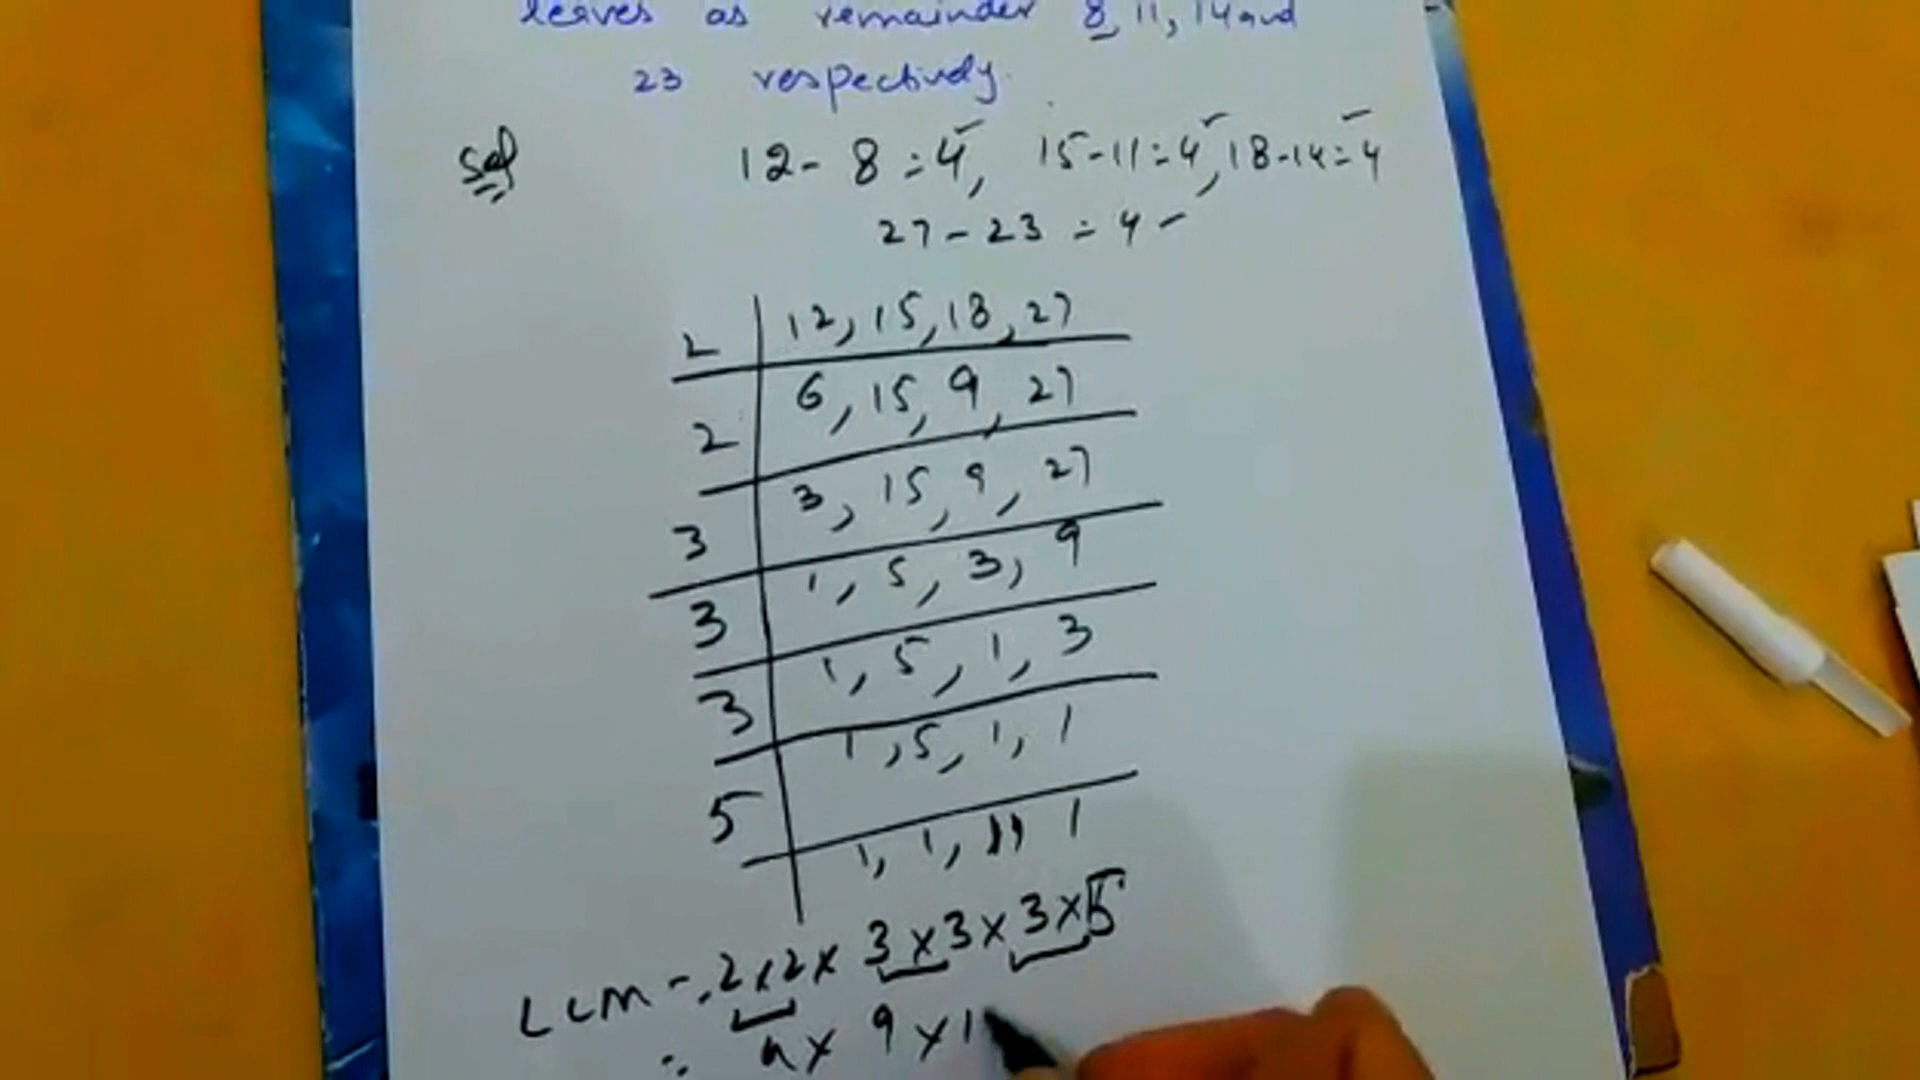 leaves as remainder 8, 11, 14 and
23 respectively.
Sol
12 - 8 = 4, 15-11=4, 18-14=4
27 - 23 = 4
2 | 12, 15, 18, 27
2 | 6, 15, 9, 27
3 | 3, 15, 9, 27
3 | 1, 5, 3, 9
3 | 1, 5, 1, 3
5 | 1, 5, 1, 1
1, 1, 1, 1
LCM = 2 x 2 x 3 x 3 x 3 x 5
= 4 x 9 x 1